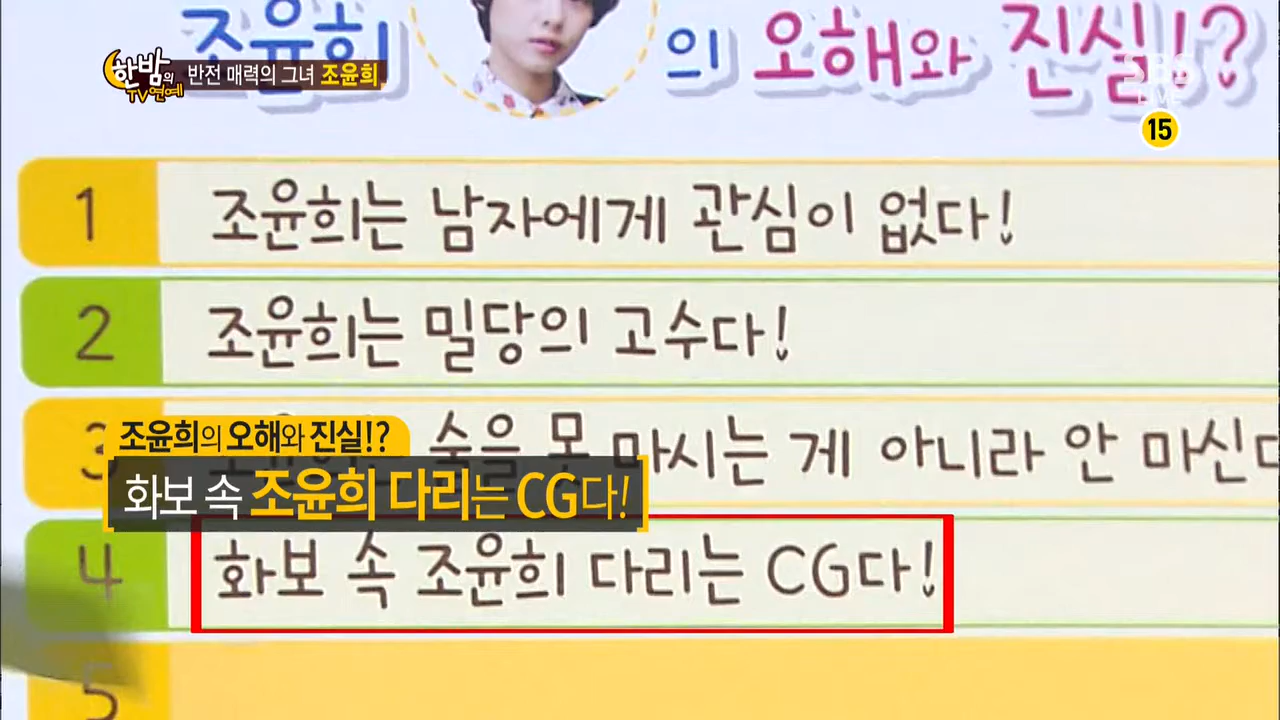 조윤희 의 오해와 진실!?
한밤의 TV연예
반전 매력의 그녀 조윤희
SBS
LIVE
15
1 조윤희는 남자에게 관심이 없다!
2 조윤희는 밀당의 고수다!
3 술을 못 마시는 게 아니라 안 마신다
조윤희의 오해와 진실!?
화보 속 조윤희 다리는 CG다!
4 화보 속 조윤희 다리는 CG다!
5